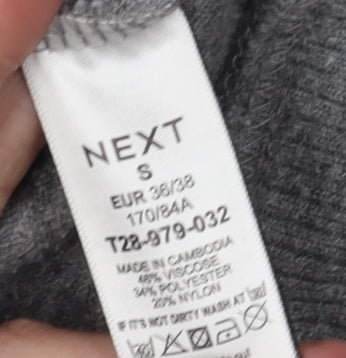 NEXT
S
EUR 36/38
170/84A
T28-979-032
MADE IN CAMBODIA
46% VISCOSE
34% POLYESTER
20% NYLON
IF IT'S NOT DIRTY WASH AT 30